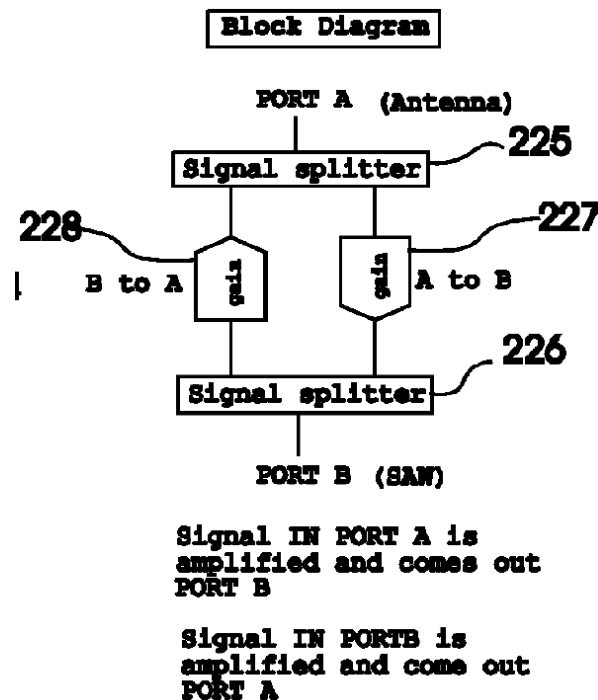 Block Diagram
PORT A (Antenna)
225
Signal splitter
228
227
B to A
gain
gain
A to B
226
Signal splitter
PORT B (SAW)
Signal IN PORT A is
amplified and comes out
PORT B
Signal IN PORTB is
amplified and come out
PORT A